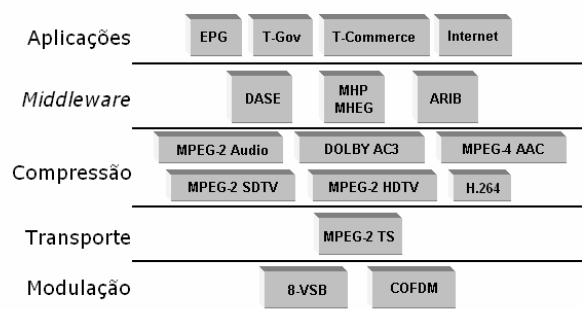 Aplicações EPG T-Gov T-Commerce Internet
Middleware DASE MHP MHEG ARIB
MPEG-2 Audio DOLBY AC3 MPEG-4 AAC
Compressão
MPEG-2 SDTV MPEG-2 HDTV H.264
Transporte MPEG-2 TS
Modulação 8-VSB COFDM